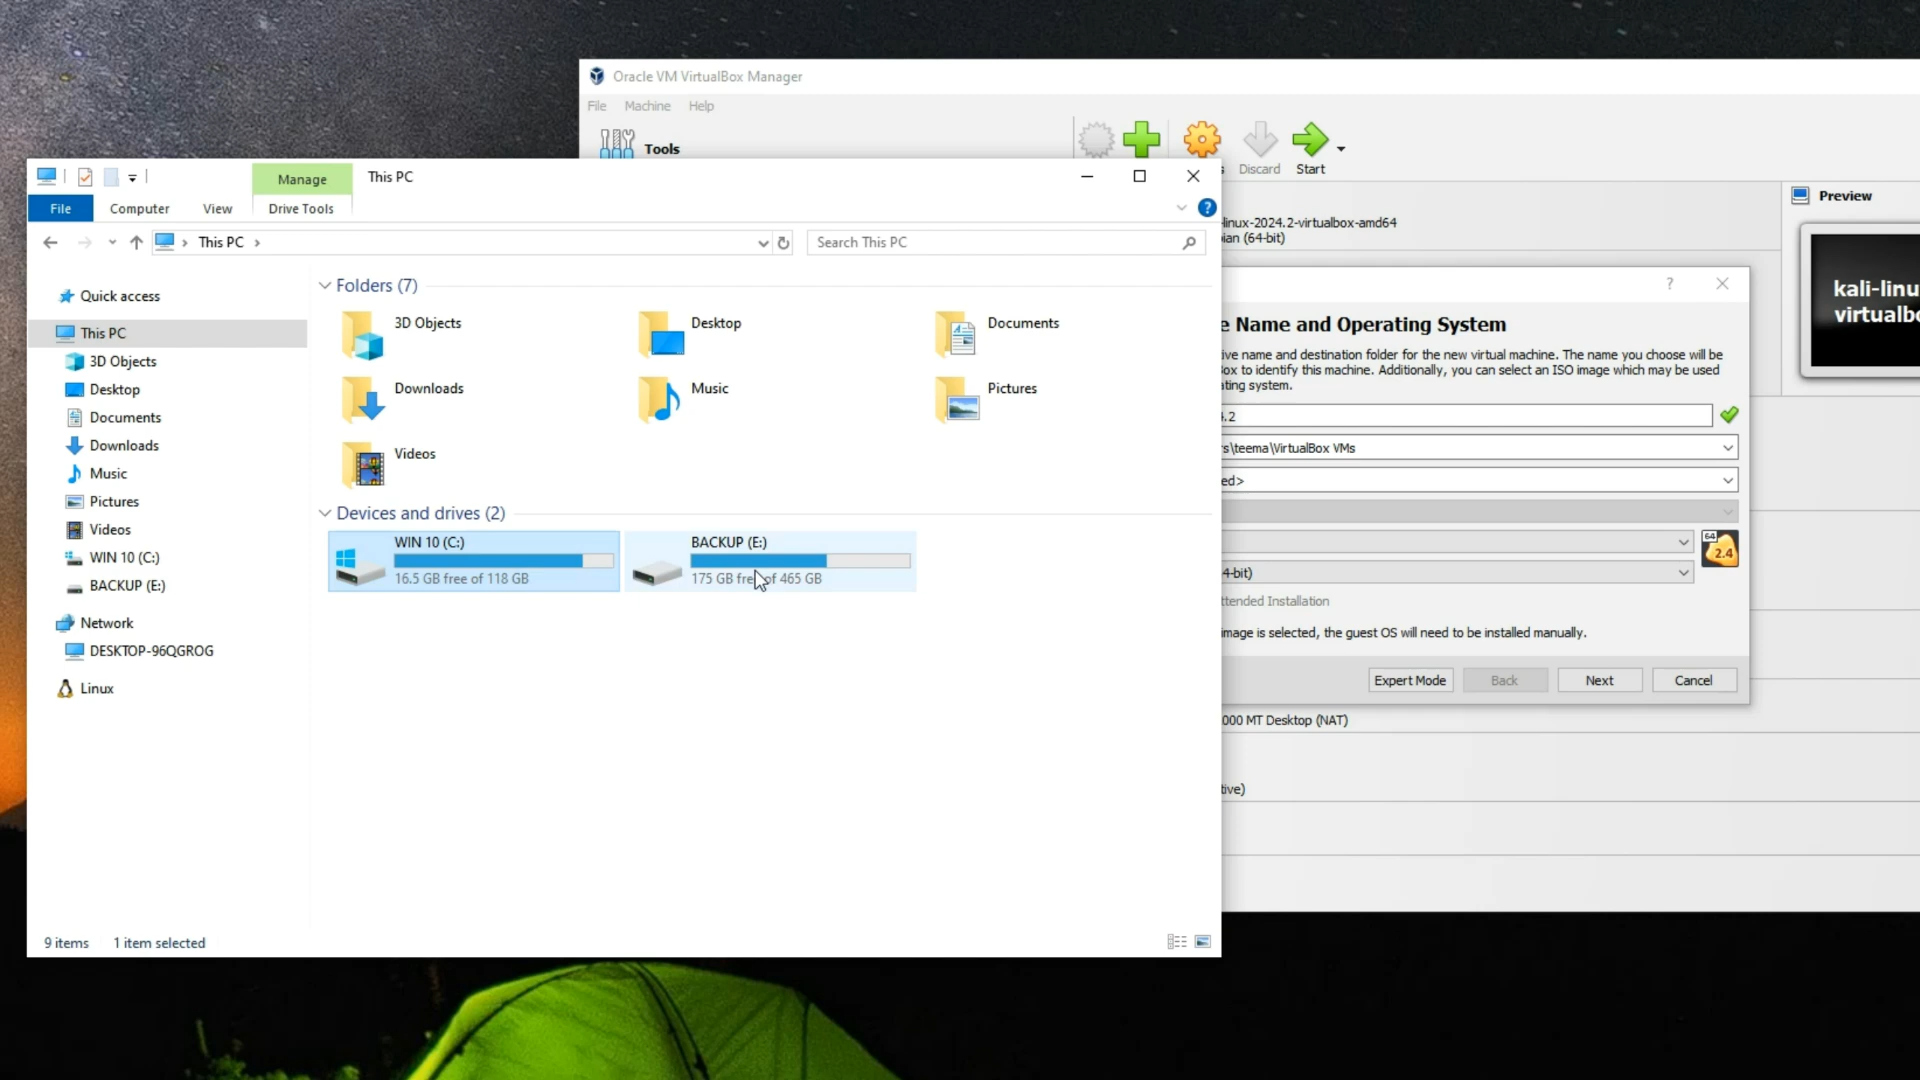 Oracle VM VirtualBox Manager
File Machine Help
Tools
Discard Start
Manage This PC
File Computer View Drive Tools
This PC
Search This PC
Quick access
This PC
3D Objects
Desktop
Documents
Downloads
Music
Pictures
Videos
WIN 10 (C:)
BACKUP (E:)
Network
DESKTOP-96QGROG
Linux
Folders (7)
3D Objects
Desktop
Documents
Downloads
Music
Pictures
Videos
Devices and drives (2)
WIN 10 (C:)
16.5 GB free of 118 GB
BACKUP (E:)
175 GB free of 465 GB
9 items 1 item selected
linux-2024.2-virtualbox-amd64
ian (64-bit)
Preview
kali-linu
virtualbo
e Name and Operating System
ive name and destination folder for the new virtual machine. The name you choose will be
ox to identify this machine. Additionally, you can select an ISO image which may be used
ating system.
.2
s\teema\VirtualBox VMs
ed>
64
2.4
4-bit)
ttended Installation
image is selected, the guest OS will need to be installed manually.
Expert Mode Back Next Cancel
000 MT Desktop (NAT)
tive)